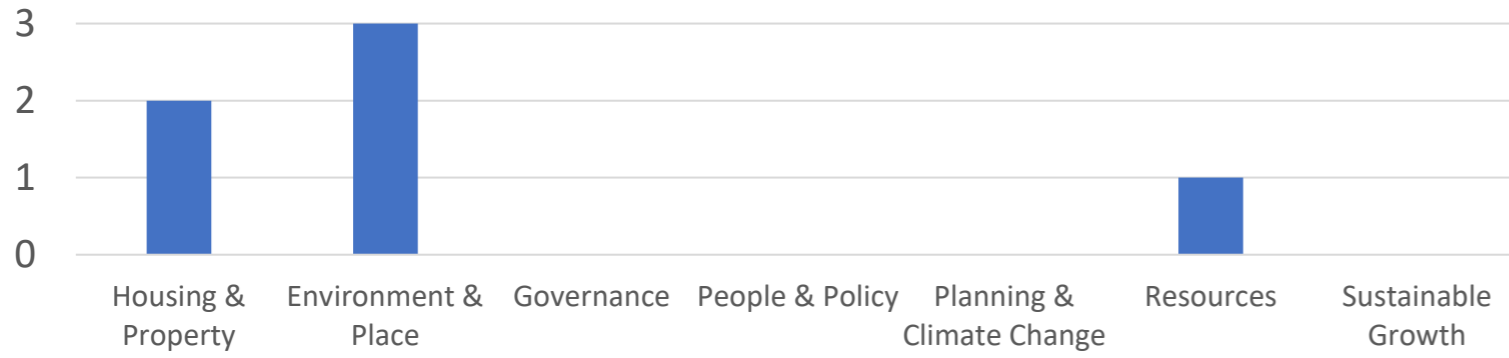 3
2
1
0
Housing &
Property
Environment &
Place
Governance
People & Policy
Planning &
Climate Change
Resources
Sustainable
Growth